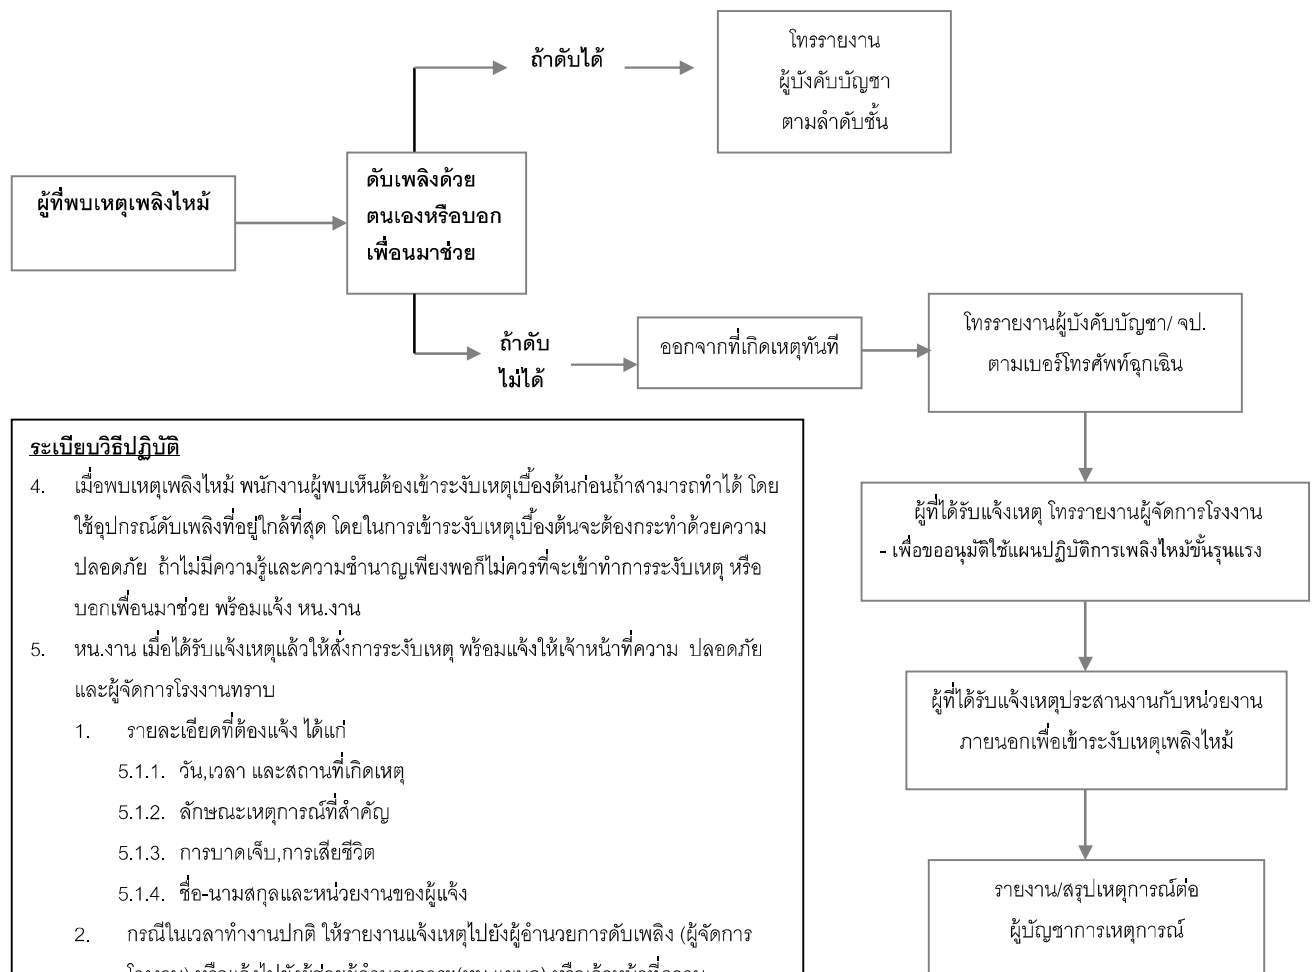 โทรรายงาน
ผู้บังคับบัญชา
ตามลำดับชั้น
ถ้าดับได้
ผู้ที่พบเหตุเพลิงไหม้
ดับเพลิงด้วย
ตนเองหรือบอก
เพื่อนมาช่วย
ถ้าดับ
ไม่ได้
ออกจากที่เกิดเหตุทันที
โทรรายงานผู้บังคับบัญชา/ จป.
ตามเบอร์โทรศัพท์ฉุกเฉิน
ผู้ที่ได้รับแจ้งเหตุ โทรรายงานผู้จัดการโรงงาน
- เพื่อขออนุมัติใช้แผนปฏิบัติการเพลิงไหม้ขั้นรุนแรง
ผู้ที่ได้รับแจ้งเหตุประสานงานกับหน่วยงาน
ภายนอกเพื่อเข้าระงับเหตุเพลิงไหม้
รายงาน/สรุปเหตุการณ์ต่อ
ผู้บัญชาการเหตุการณ์
ระเบียบวิธีปฏิบัติ
4. เมื่อพบเหตุเพลิงไหม้ พนักงานผู้พบเห็นต้องเข้าระงับเหตุเบื้องต้นก่อนถ้าสามารถทำได้ โดย
ใช้อุปกรณ์ดับเพลิงที่อยู่ใกล้ที่สุด โดยในการเข้าระงับเหตุเบื้องต้นจะต้องกระทำด้วยความ
ปลอดภัย ถ้าไม่มีความรู้และความชำนาญเพียงพอก็ไม่ควรที่จะเข้าทำการระงับเหตุ หรือ
บอกเพื่อนมาช่วย พร้อมแจ้ง หน.งาน
5. หน.งาน เมื่อได้รับแจ้งเหตุแล้วให้สั่งการระงับเหตุ พร้อมแจ้งให้เจ้าหน้าที่ความ ปลอดภัย
และผู้จัดการโรงงานทราบ
1. รายละเอียดที่ต้องแจ้ง ได้แก่
5.1.1. วัน,เวลา และสถานที่เกิดเหตุ
5.1.2. ลักษณะเหตุการณ์ที่สำคัญ
5.1.3. การบาดเจ็บ,การเสียชีวิต
5.1.4. ชื่อ-นามสกุลและหน่วยงานของผู้แจ้ง
2. กรณีในเวลาทำงานปกติ ให้รายงานแจ้งเหตุไปยังผู้อำนวยการดับเพลิง (ผู้จัดการ